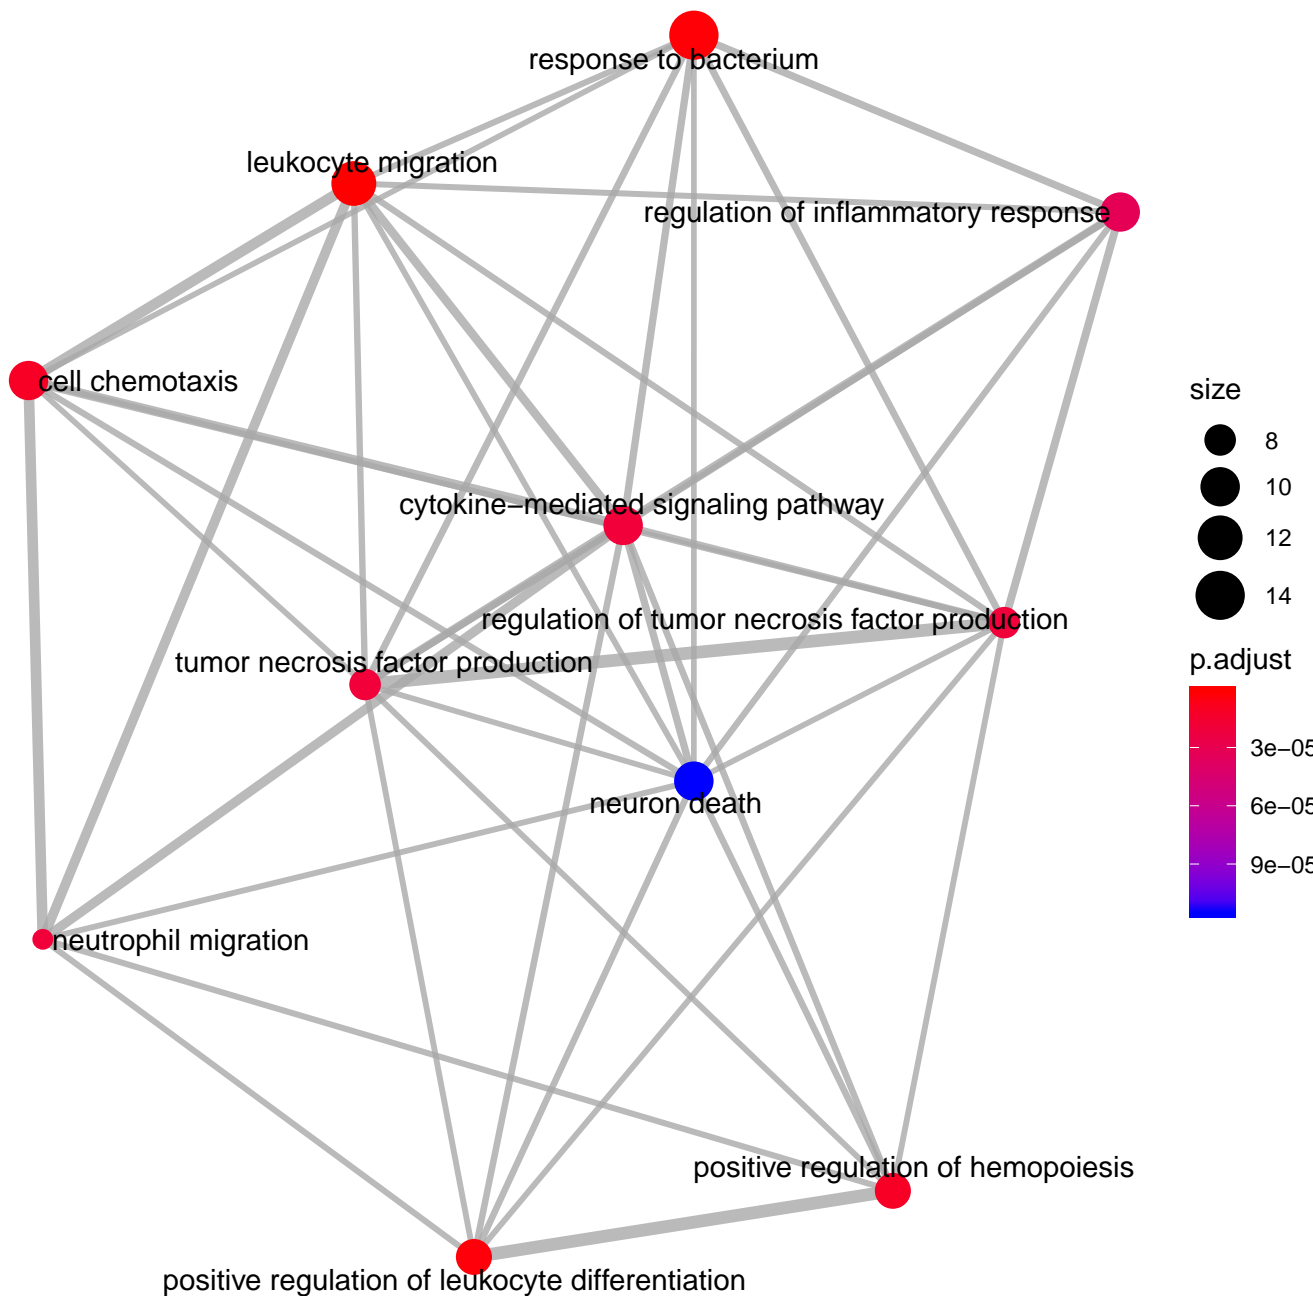 response to bacterium
leukocyte migration
regulation of inflammatory response
cell chemotaxis
size
8
10
12
14
cytokine−mediated signaling pathway
regulation of tumor necrosis factor production
tumor necrosis factor production
p.adjust
3e−05
6e−05
9e−05
neuron death
neutrophil migration
positive regulation of hemopoiesis
positive regulation of leukocyte differentiation